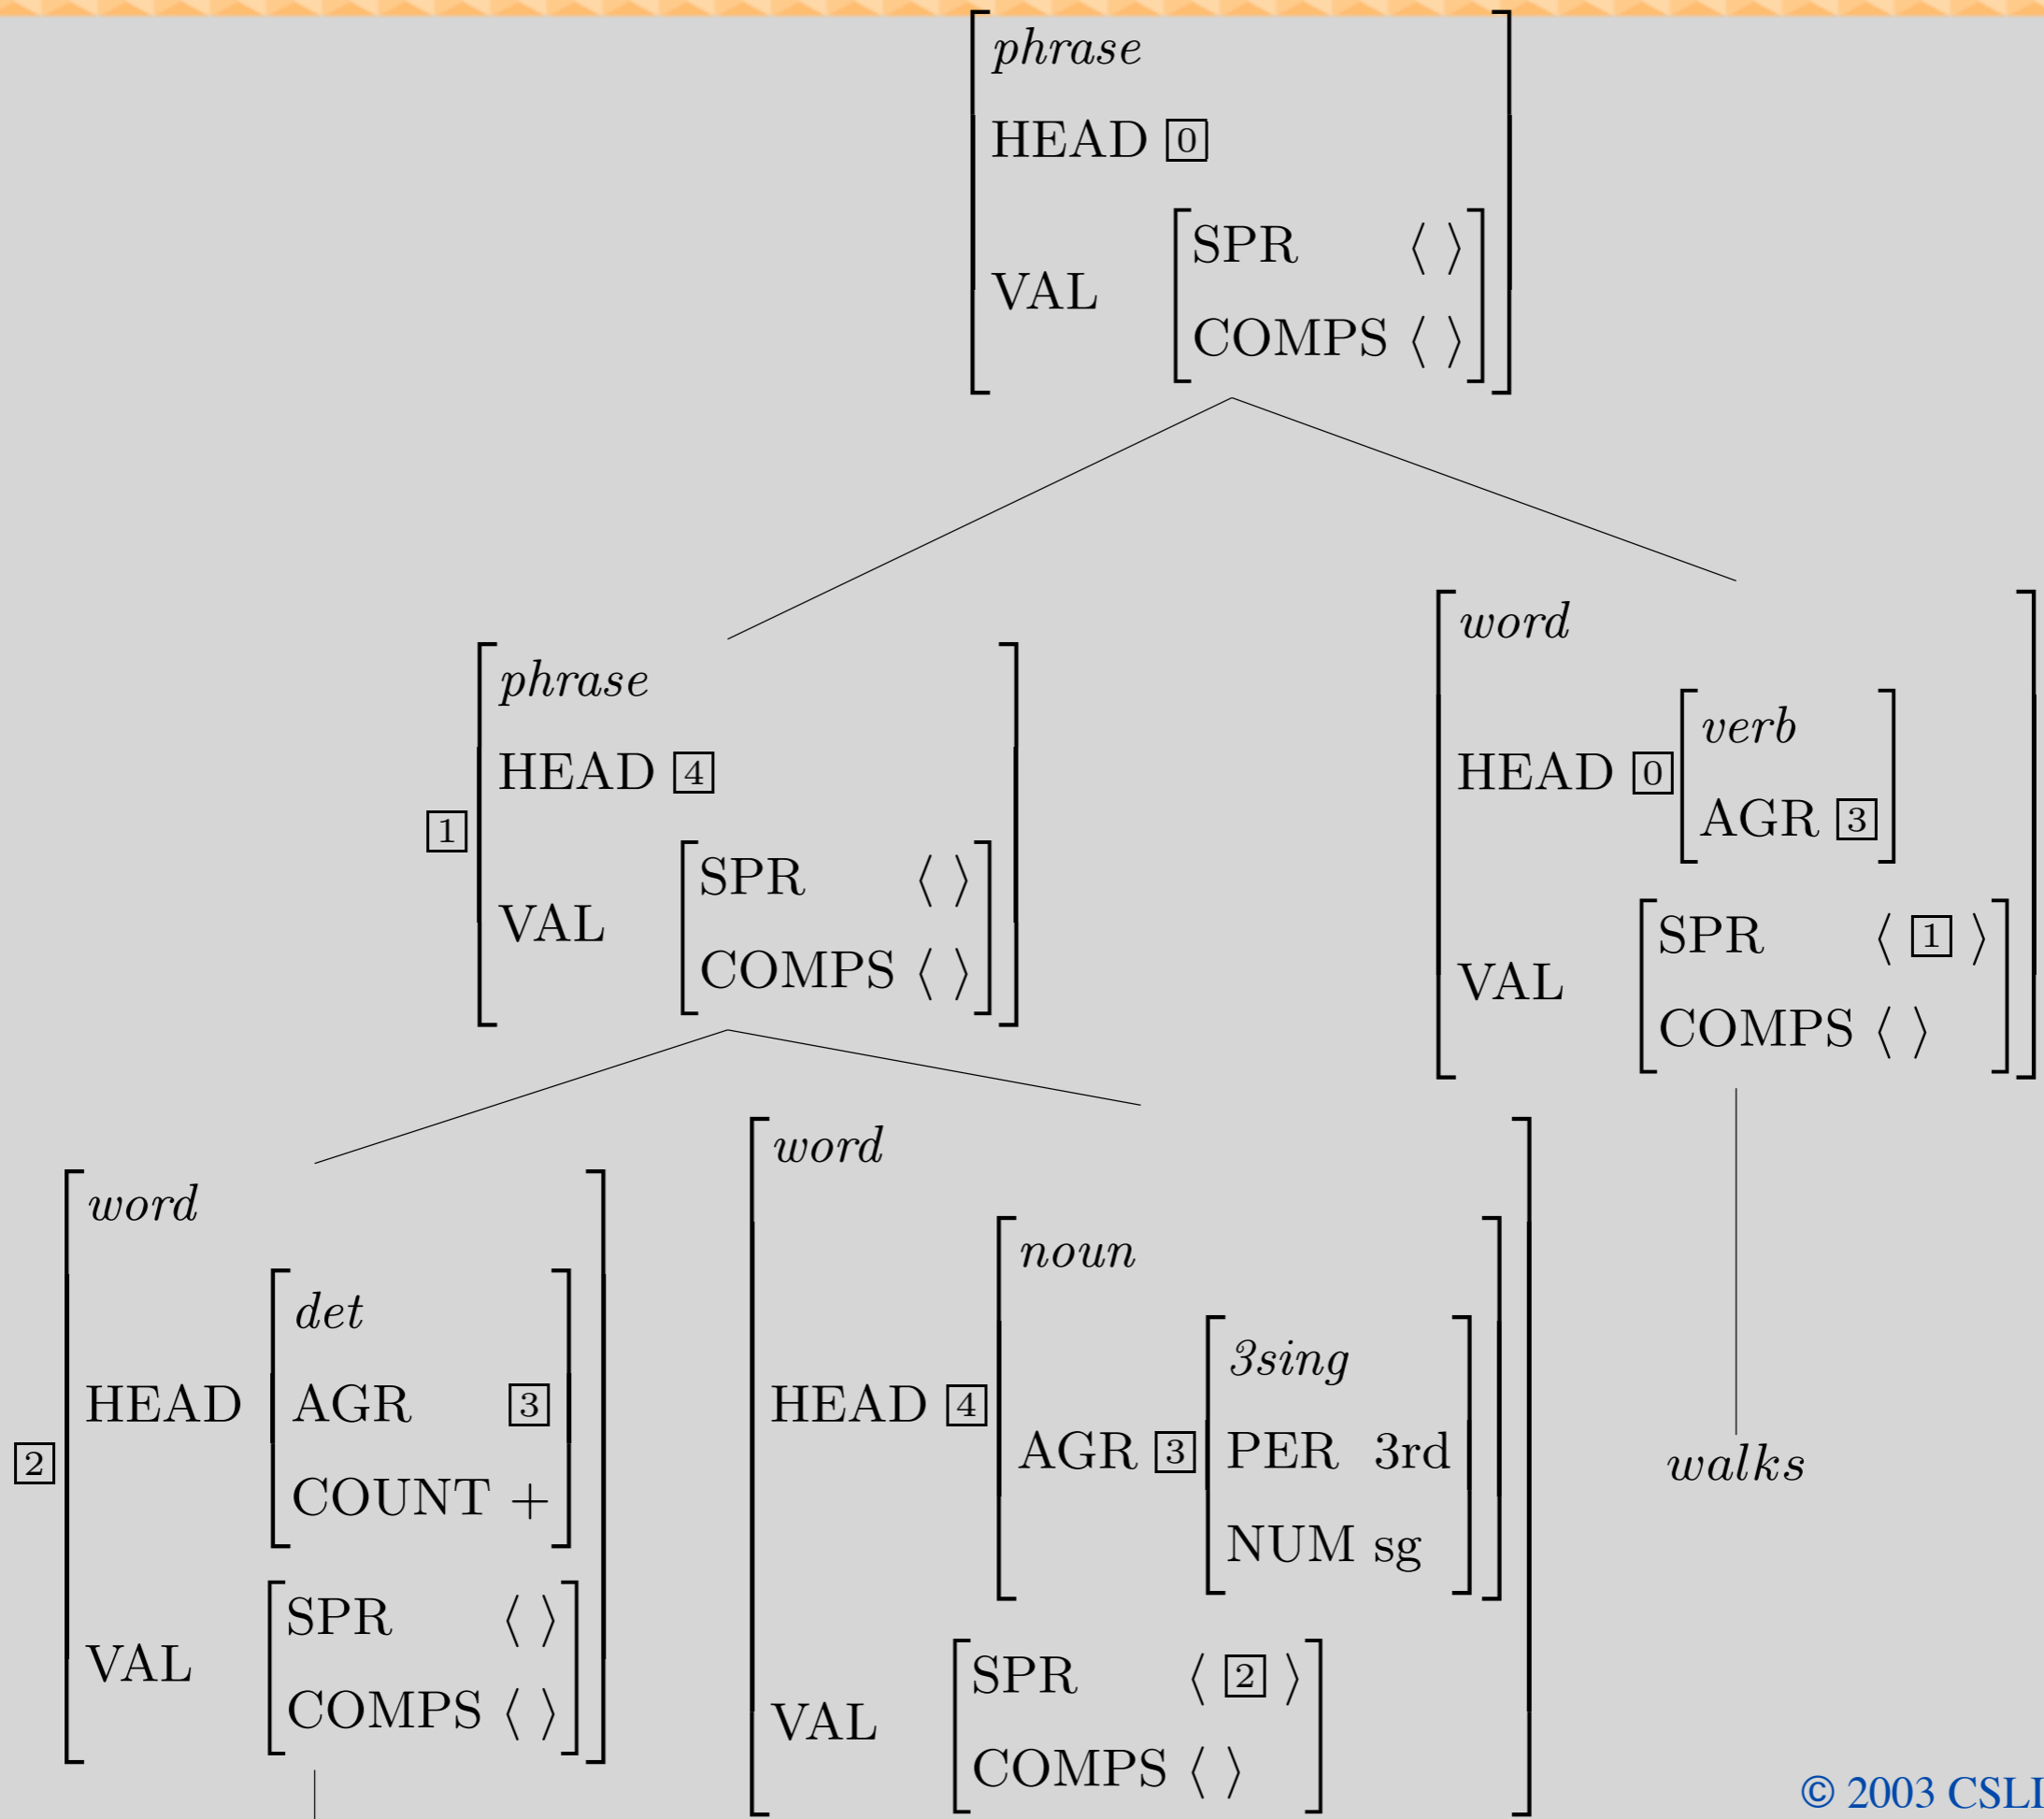 phrase
HEAD 0
SPR ⟨ ⟩
VAL
COMPS ⟨ ⟩
phrase
HEAD 4
1
SPR ⟨ ⟩
VAL
COMPS ⟨ ⟩
word
verb
HEAD 0
AGR 3
SPR ⟨ 1 ⟩
VAL
COMPS ⟨ ⟩
walks
word
det
HEAD
AGR 3
2
COUNT +
SPR ⟨ ⟩
VAL
COMPS ⟨ ⟩
word
noun
3sing
HEAD 4
AGR 3 PER 3rd
NUM sg
SPR ⟨ 2 ⟩
VAL
COMPS ⟨ ⟩
© 2003 CSLI